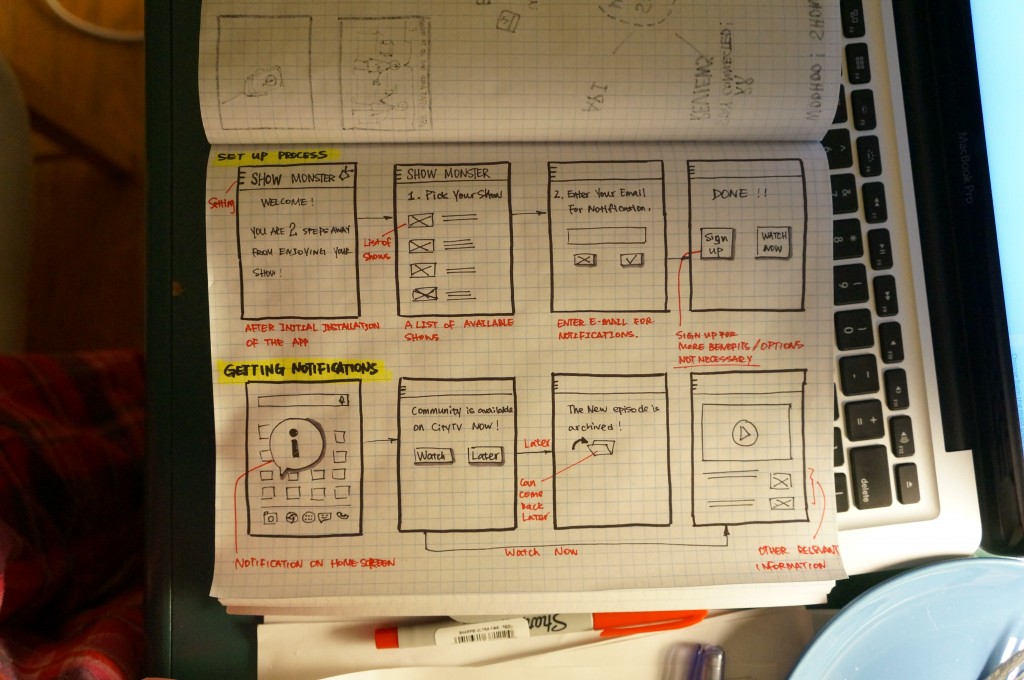 SET UP PROCESS
SHOW MONSTER
WELCOME!
YOU ARE 2 STEPS AWAY
FROM ENJOYING YOUR
SHOW!
Setting
AFTER INITIAL INSTALLATION
OF THE APP
SHOW MONSTER
1. Pick Your Show
List of
Shows
A LIST OF AVAILABLE
SHOWS
2. Enter Your Email
For Notification.
ENTER E-MAIL FOR
NOTIFICATIONS.
DONE !!
Sign
up
WATCH
NOW
SIGN UP FOR
MORE BENEFITS/OPTIONS
NOT NECESSARY
GETTING NOTIFICATIONS
i
NOTIFICATION ON HOME SCREEN
Community is available
on CityTV Now!
Watch
Later
Later
Can
Come
Back
Later
Watch Now
The New episode is
archived!
OTHER RELEVANT
INFORMATION
MacBook Pro
delete
Shar